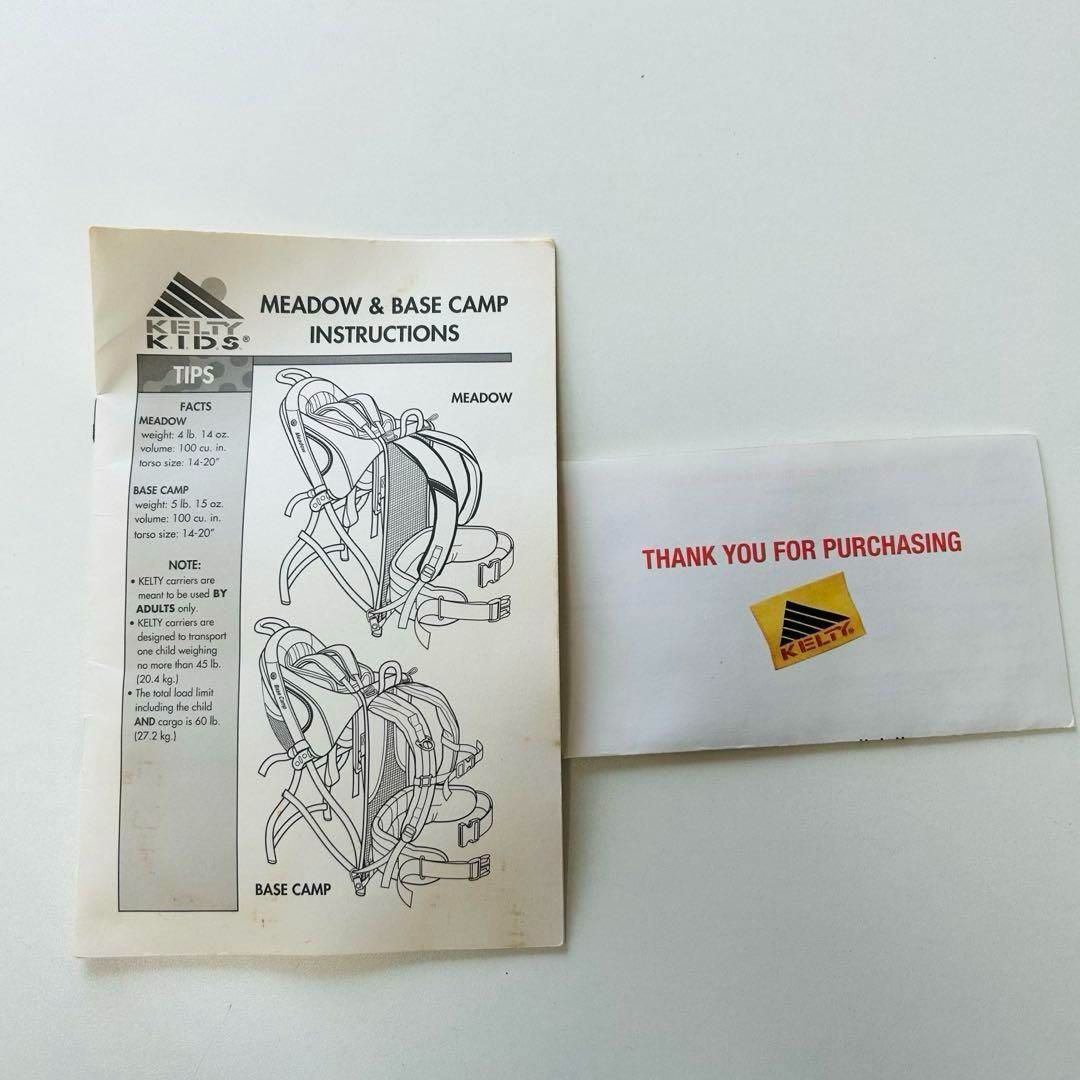 KELTY
K.I.D.S.®
MEADOW & BASE CAMP
INSTRUCTIONS
TIPS
FACTS
MEADOW
weight: 4 lb. 14 oz.
volume: 100 cu. in.
torso size: 14-20"
BASE CAMP
weight: 5 lb. 15 oz.
volume: 100 cu. in.
torso size: 14-20"
NOTE:
• KELTY carriers are
meant to be used BY
ADULTS only.
• KELTY carriers are
designed to transport
one child weighing
no more than 45 lb.
(20.4 kg.)
• The total load limit
including the child
AND cargo is 60 lb.
(27.2 kg.)
MEADOW
Meadow
Base Camp
BASE CAMP
THANK YOU FOR PURCHASING
KELTY®